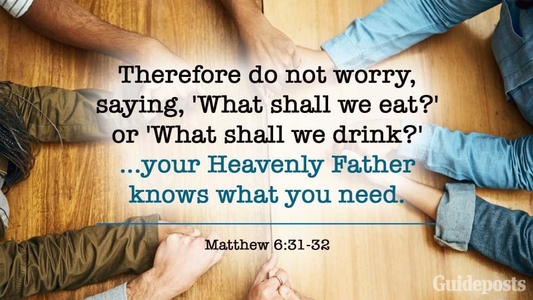 Therefore do not worry,
saying, 'What shall we eat?'
or 'What shall we drink?'
...your Heavenly Father
knows what you need.
Matthew 6:31-32
Guideposts